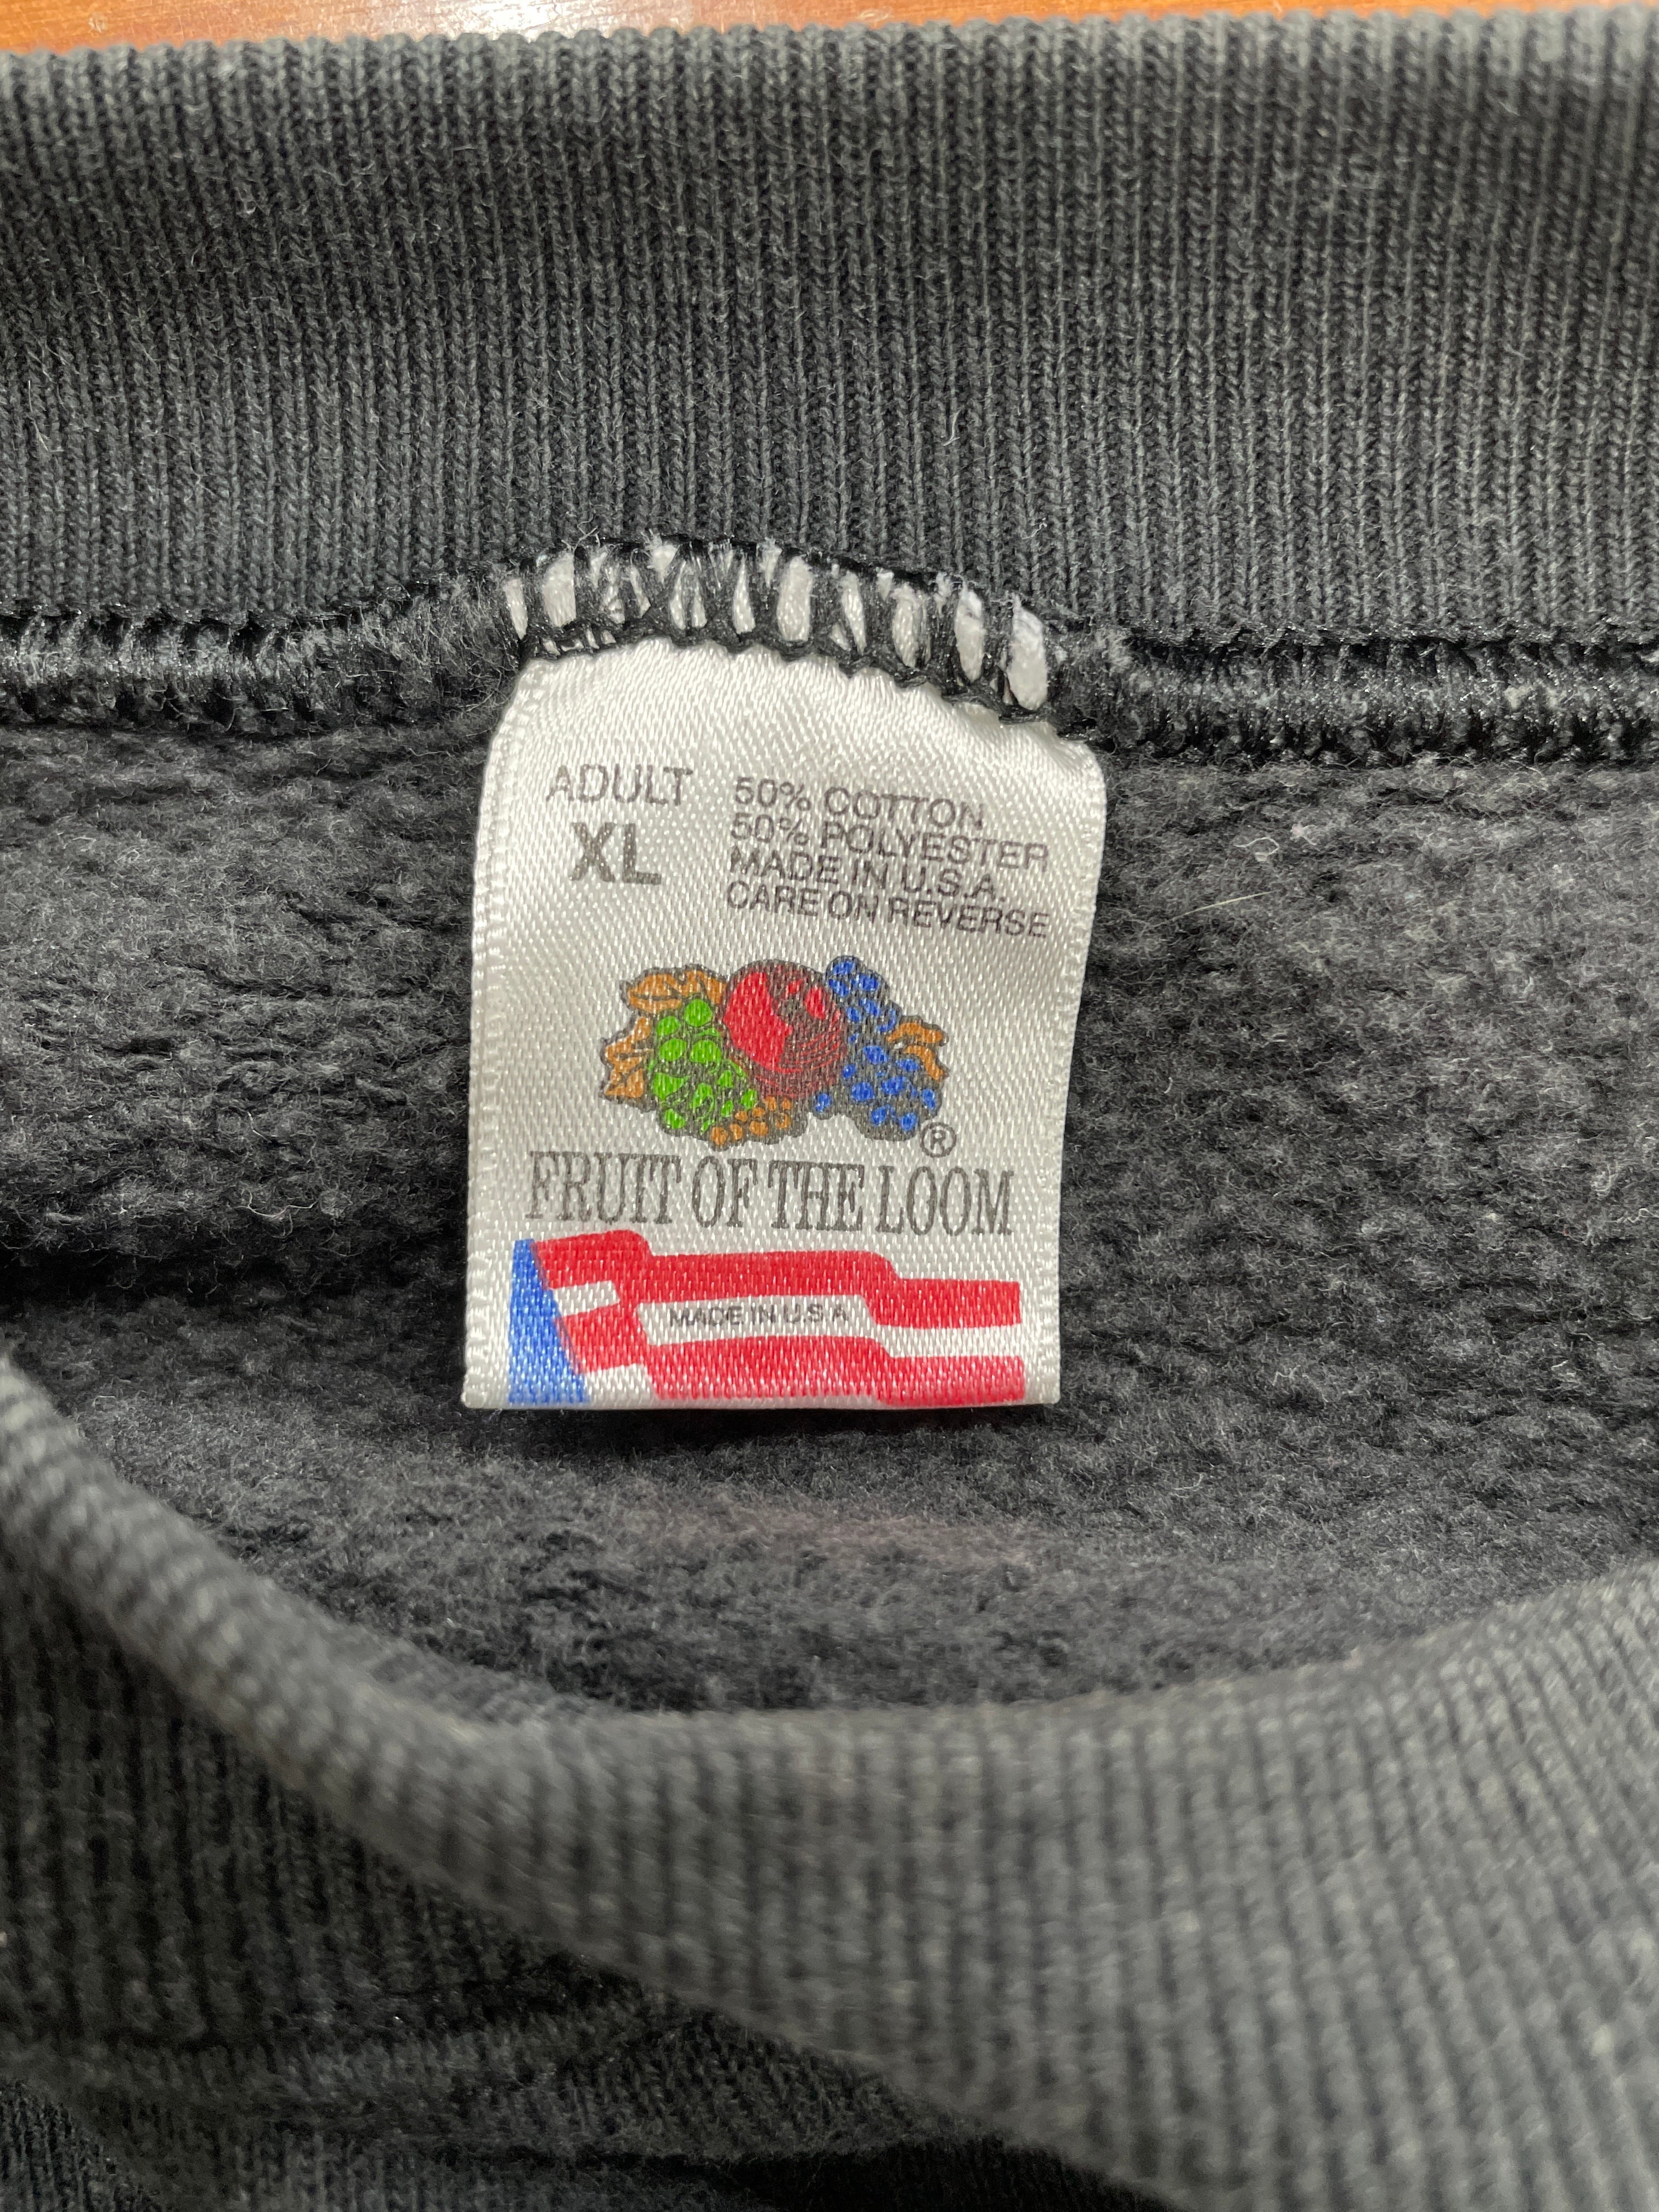 ADULT
XL
50% COTTON
50% POLYESTER
MADE IN U.S.A.
CARE ON REVERSE
®
FRUIT OF THE LOOM
MADE IN U.S.A